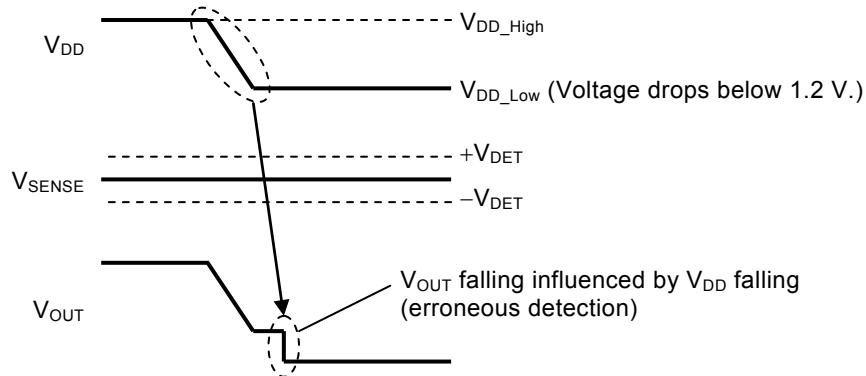 V_DD
V_DD_High
V_DD_Low (Voltage drops below 1.2 V.)
V_SENSE
+V_DET
−V_DET
V_OUT
V_OUT falling influenced by V_DD falling
(erroneous detection)